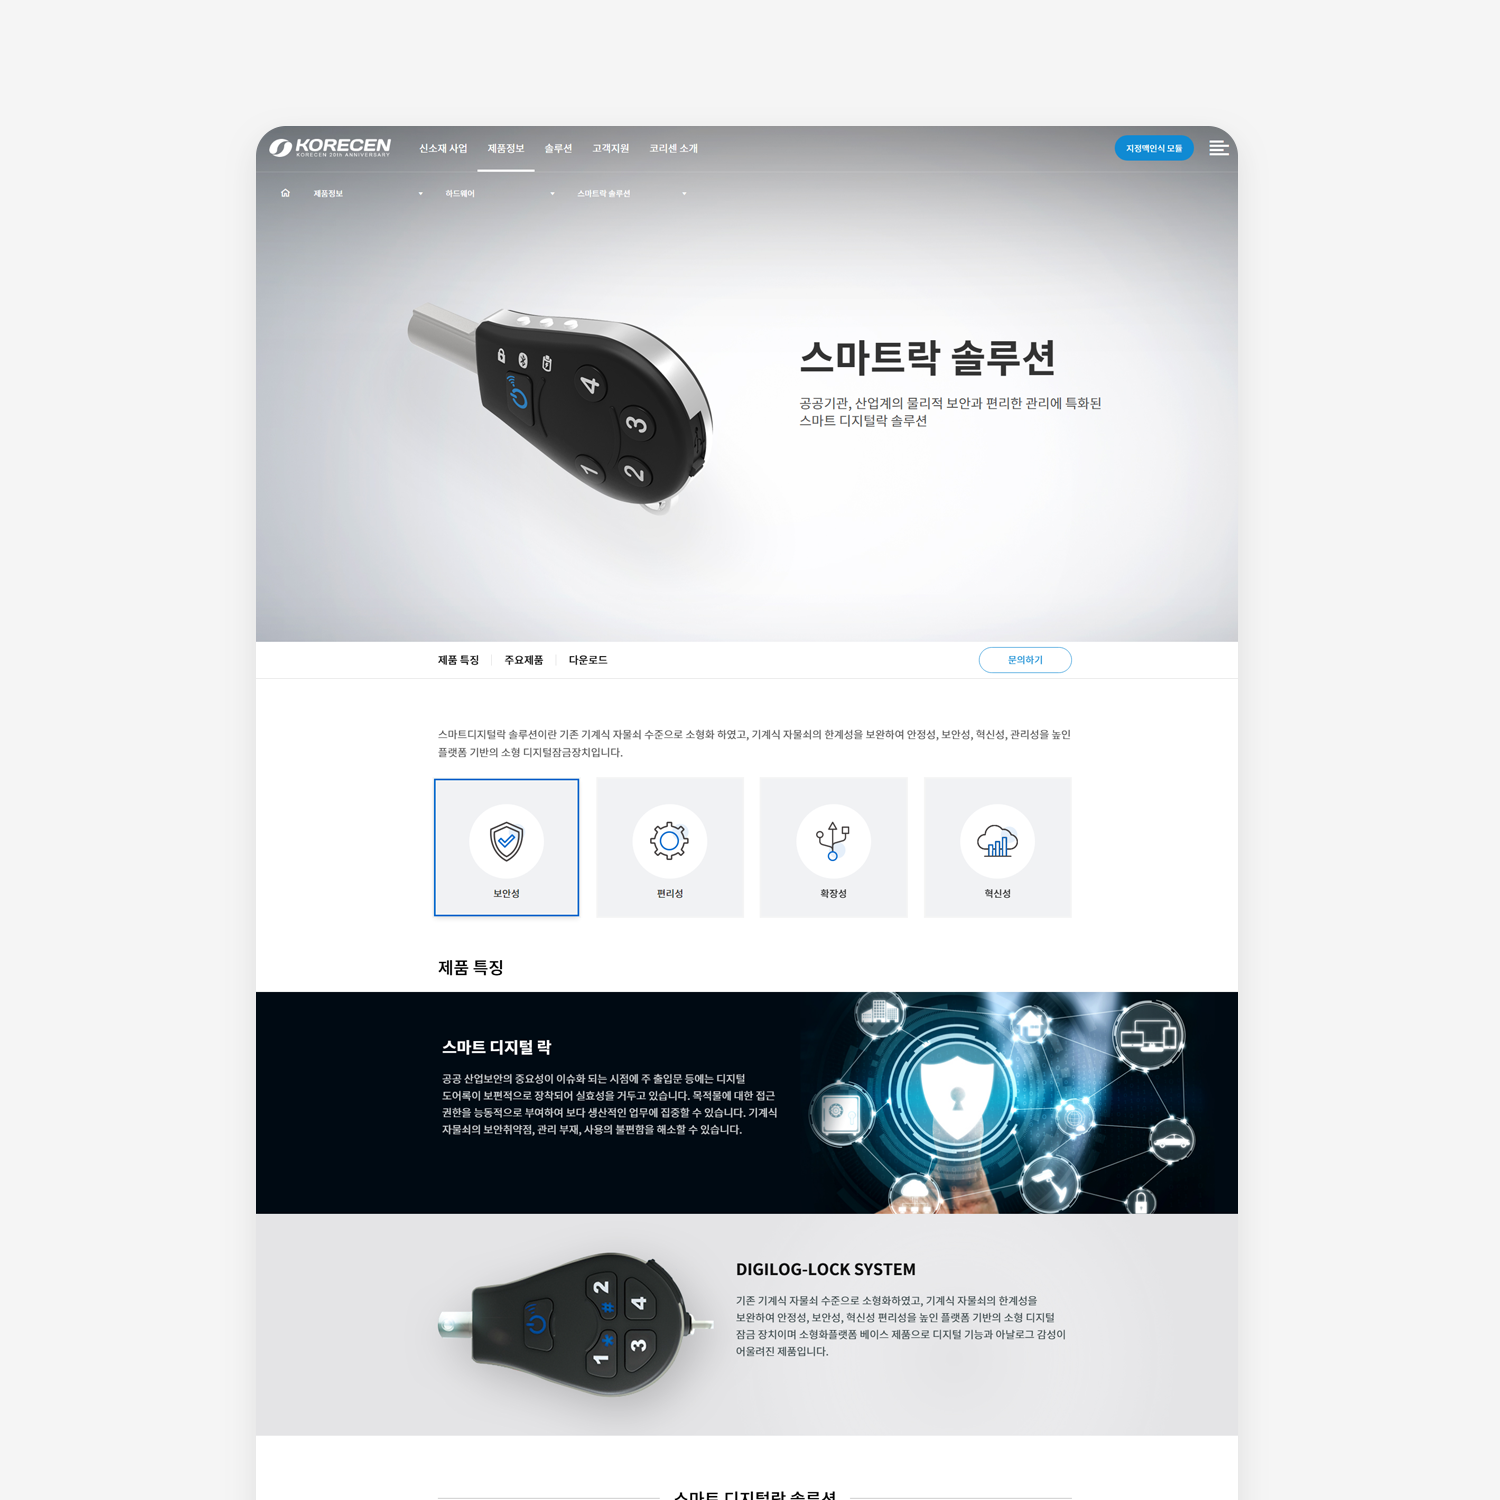 KORECEN
KORECEN 20th ANNIVERSARY
신소재 사업 제품정보 솔루션 고객지원 코리센 소개
지정맥인식 모듈
제품정보 하드웨어 스마트락 솔루션
4
3
2
1
스마트락 솔루션
공공기관, 산업계의 물리적 보안과 편리한 관리에 특화된
스마트 디지털락 솔루션
제품 특징 주요제품 다운로드
문의하기
스마트디지털락 솔루션이란 기존 기계식 자물쇠 수준으로 소형화 하였고, 기계식 자물쇠의 한계성을 보완하여 안정성, 보안성, 혁신성, 관리성을 높인
플랫폼 기반의 소형 디지털잠금장치입니다.
보안성 편리성 확장성 혁신성
제품 특징
스마트 디지털 락
공공 산업보안의 중요성이 이슈화 되는 시점에 주 출입문 등에는 디지털
도어록이 보편적으로 장착되어 실효성을 거두고 있습니다. 목적물에 대한 접근
권한을 능동적으로 부여하여 보다 생산적인 업무에 집중할 수 있습니다. 기계식
자물쇠의 보안취약점, 관리 부재, 사용의 불편함을 해소할 수 있습니다.
2 # 4
1 * 3
DIGILOG-LOCK SYSTEM
기존 기계식 자물쇠 수준으로 소형화하였고, 기계식 자물쇠의 한계성을
보완하여 안정성, 보안성, 혁신성 편리성을 높인 플랫폼 기반의 소형 디지털
잠금 장치이며 소형화플랫폼 베이스 제품으로 디지털 기능과 아날로그 감성이
어울려진 제품입니다.
스마트 디지털락 솔루션